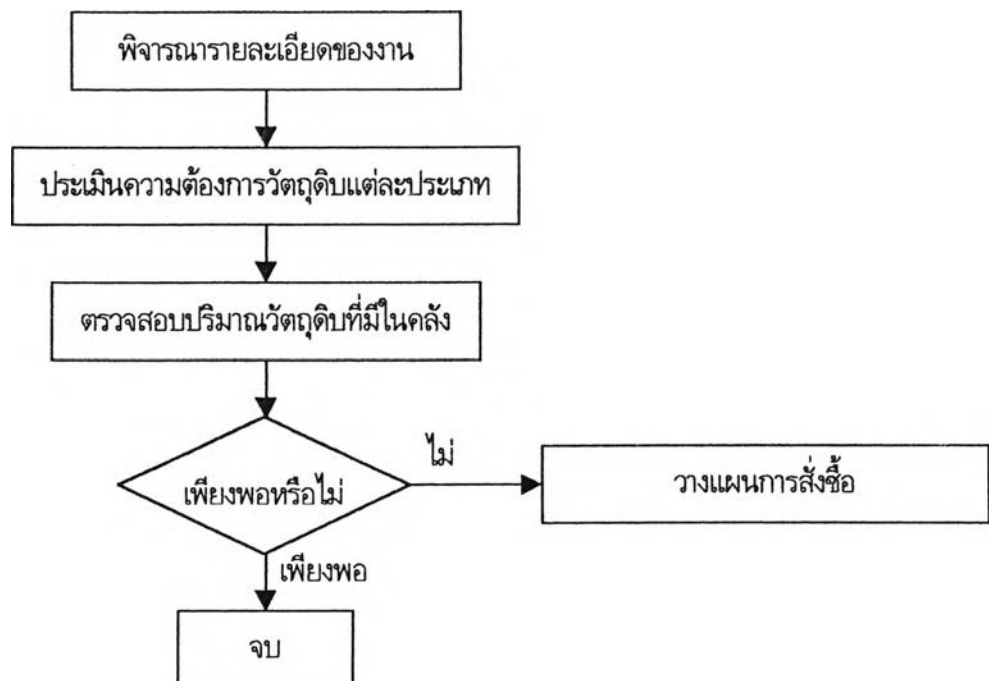 พิจารณารายละเอียดของงาน
ประเมินความต้องการวัตถุดิบแต่ละประเภท
ตรวจสอบปริมาณวัตถุดิบที่มีในคลัง
เพียงพอหรือไม่
ไม่
วางแผนการสั่งซื้อ
เพียงพอ
จบ